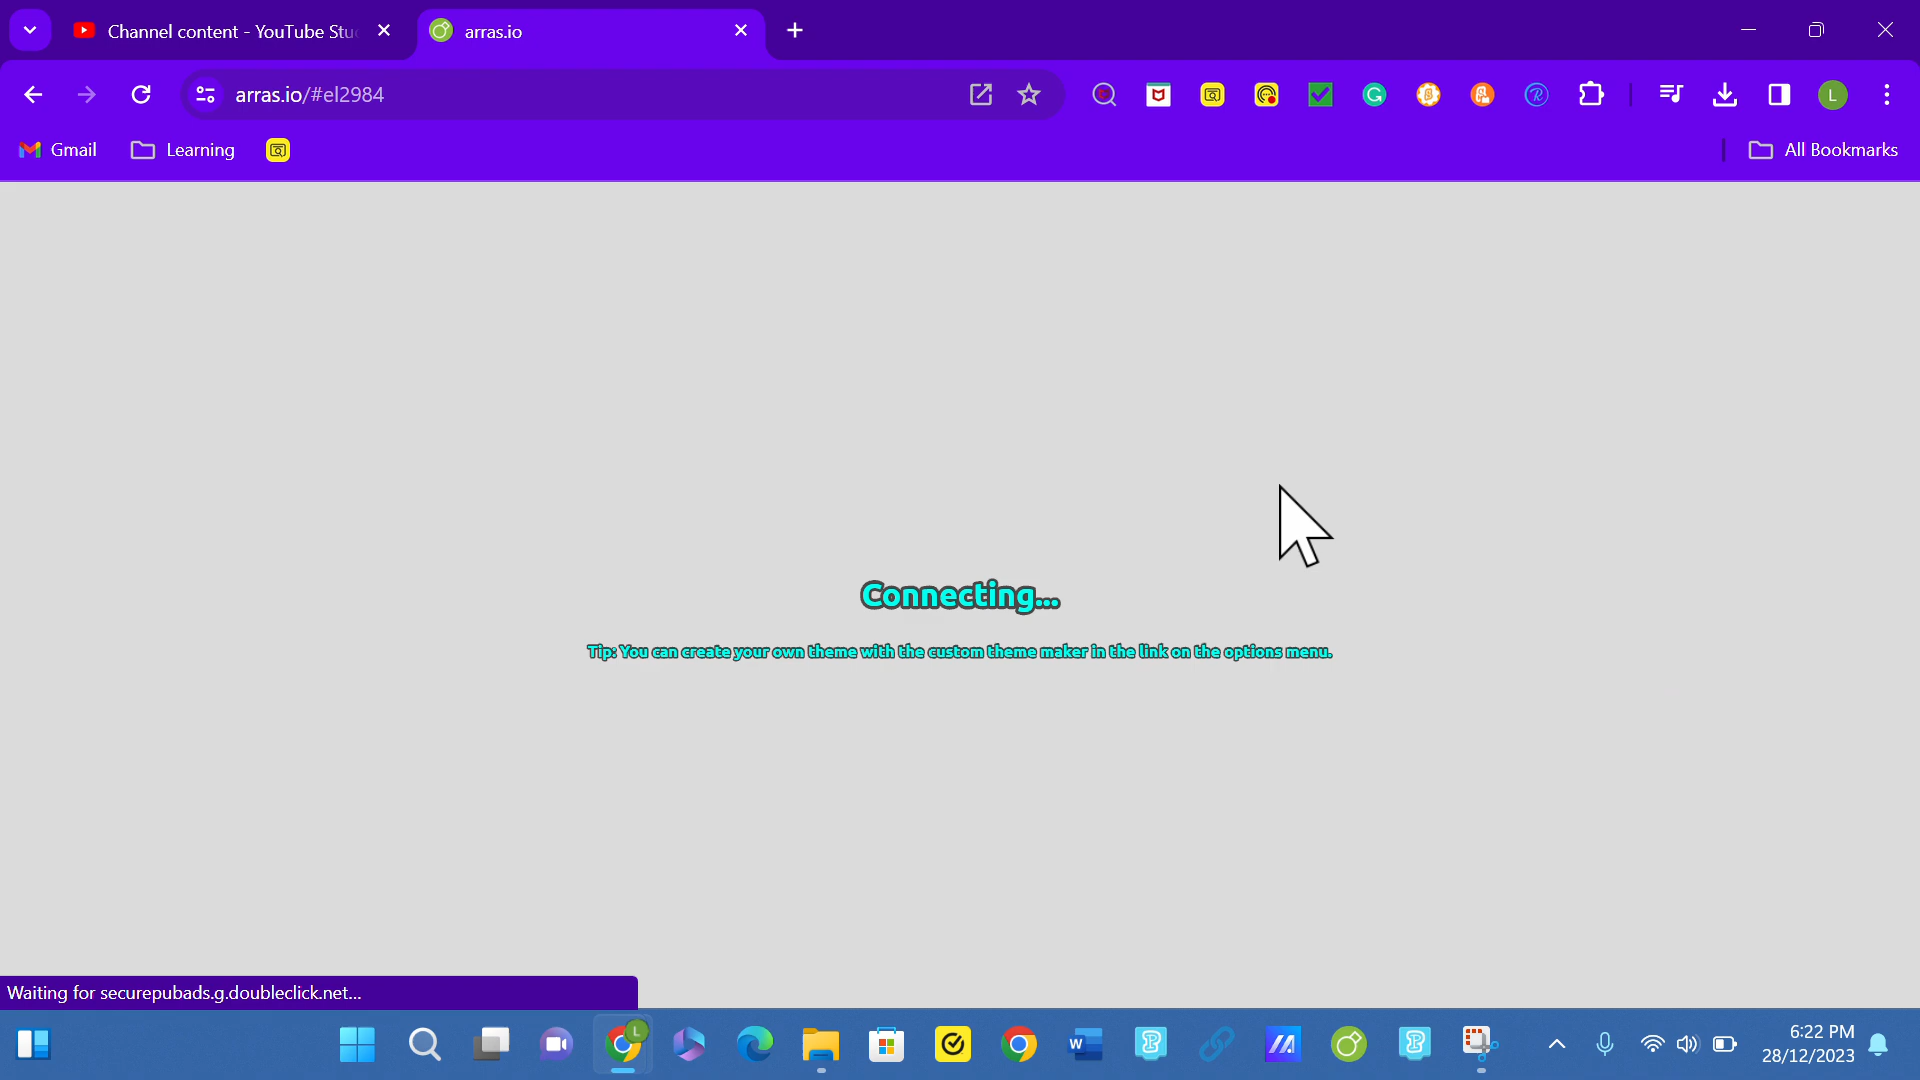 Channel content - YouTube Stu
arras.io
arras.io/#el2984
L
Gmail
Learning
All Bookmarks
Connecting...
Tip: You can create your own theme with the custom theme maker in the link on the options menu.
Waiting for securepubads.g.doubleclick.net...
L
6:22 PM
28/12/2023